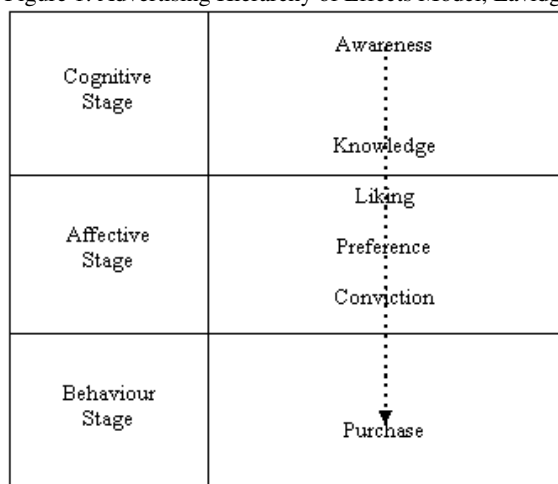 Figure 1: Advertising Hierarchy of Effects Model, Lavidg
Awareness
Cognitive
Stage
Knowledge
Liking
Affective
Stage
Preference
Conviction
Behaviour
Stage
Purchase